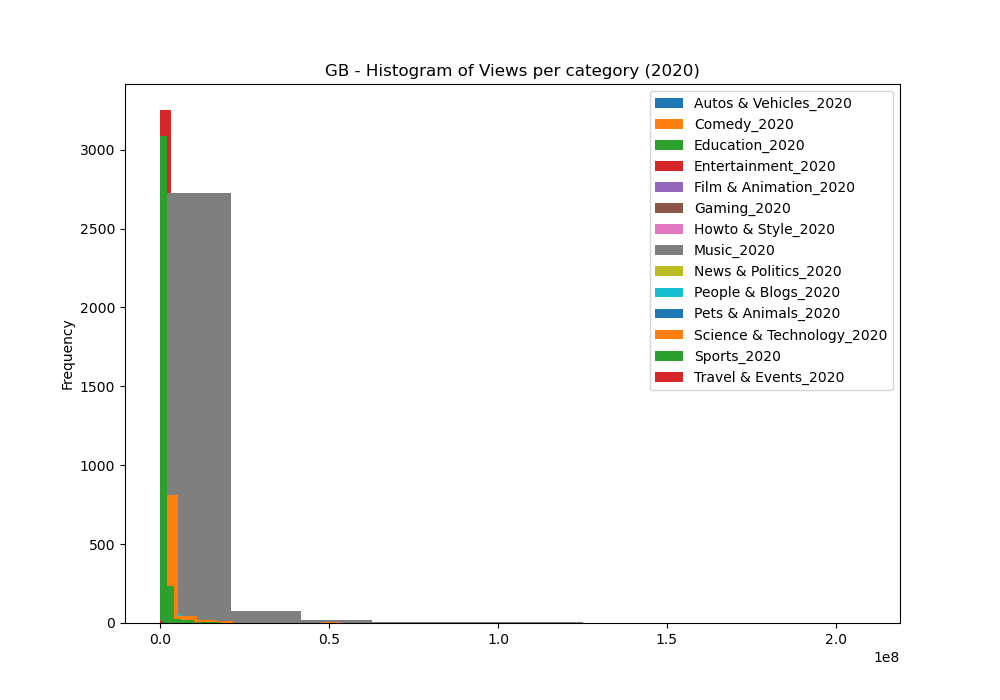 GB - Histogram of Views per category (2020)
Frequency
3000
2500
2000
1500
1000
500
0
0.0
0.5
1.0
1.5
2.0
1e8
Autos & Vehicles_2020
Comedy_2020
Education_2020
Entertainment_2020
Film & Animation_2020
Gaming_2020
Howto & Style_2020
Music_2020
News & Politics_2020
People & Blogs_2020
Pets & Animals_2020
Science & Technology_2020
Sports_2020
Travel & Events_2020